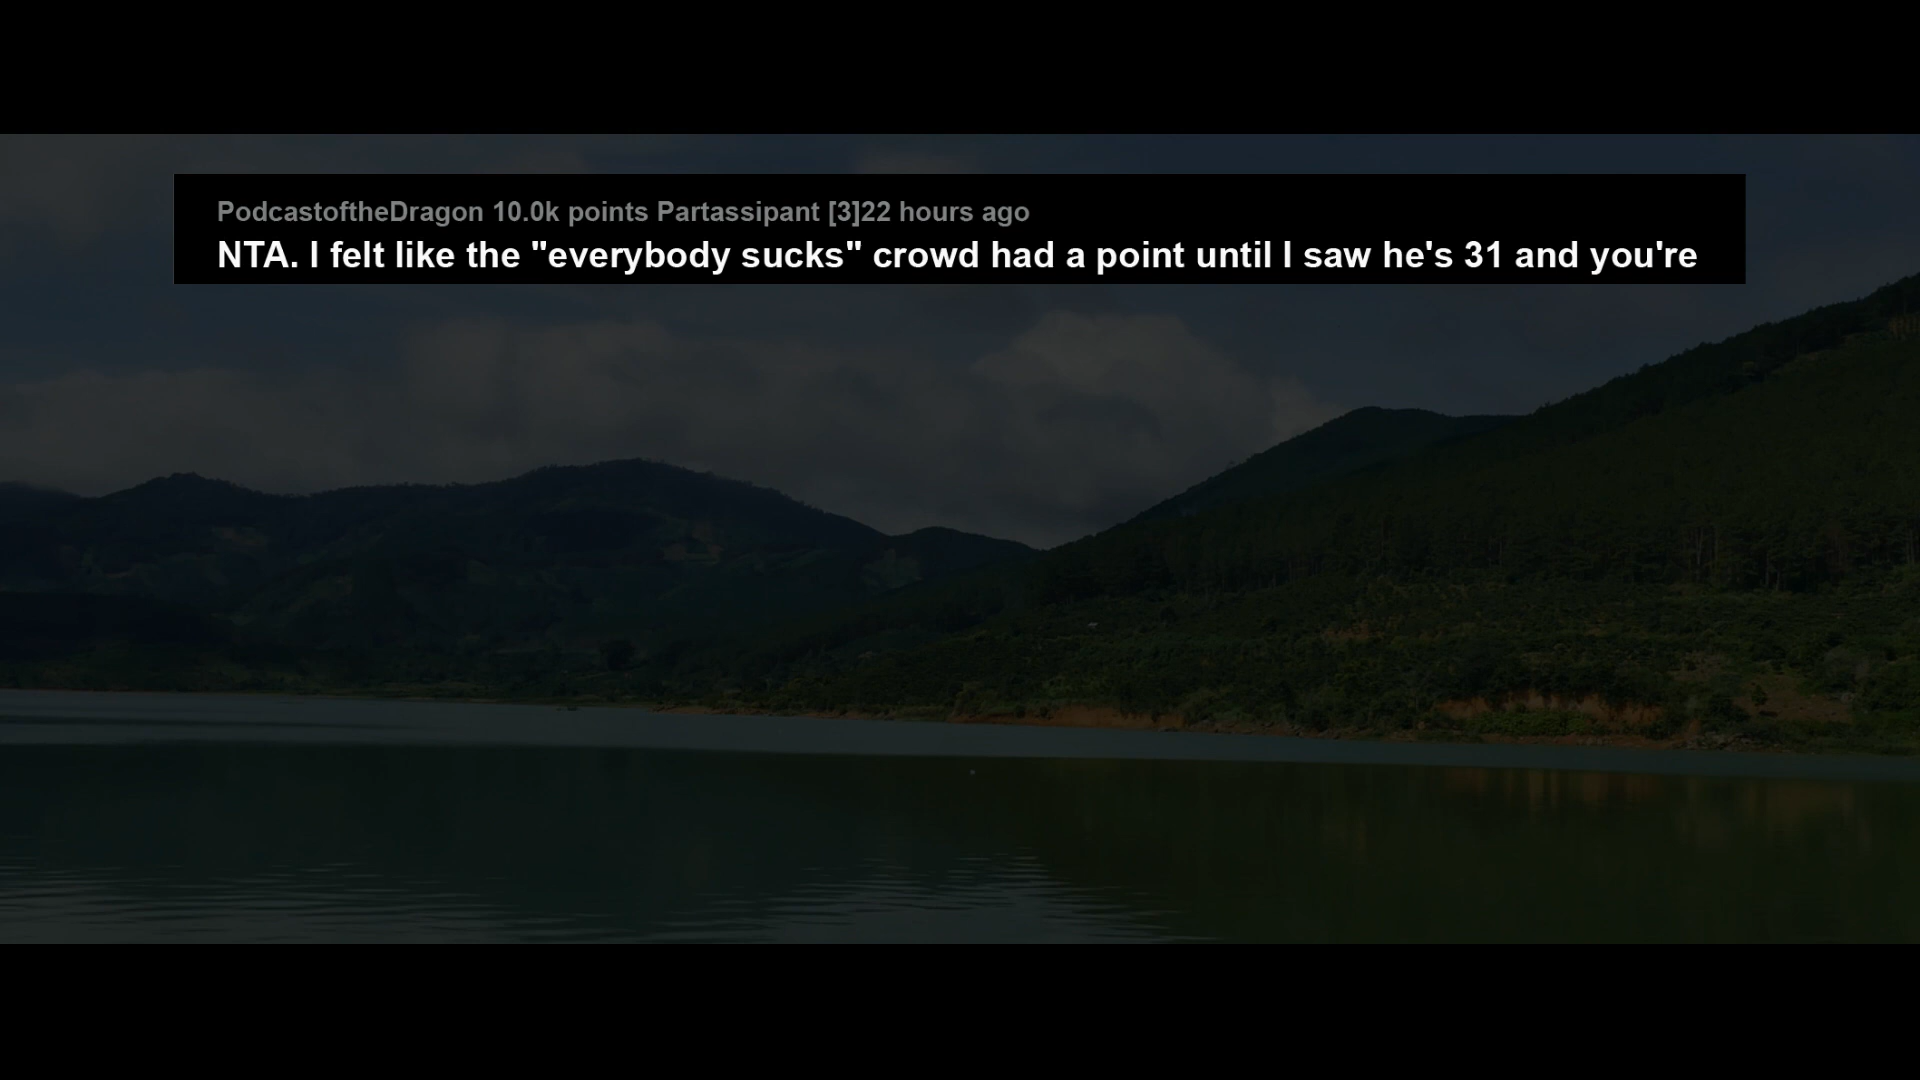 PodcastoftheDragon 10.0k points Partassipant [3]22 hours ago
NTA. I felt like the "everybody sucks" crowd had a point until I saw he's 31 and you're